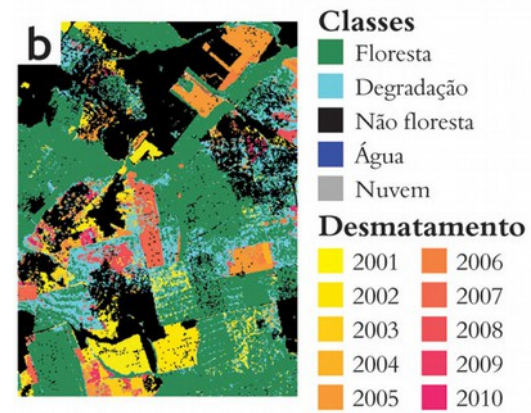 b
Classes
Floresta
Degradação
Não floresta
Água
Nuvem
Desmatamento
2001 2006
2002 2007
2003 2008
2004 2009
2005 2010